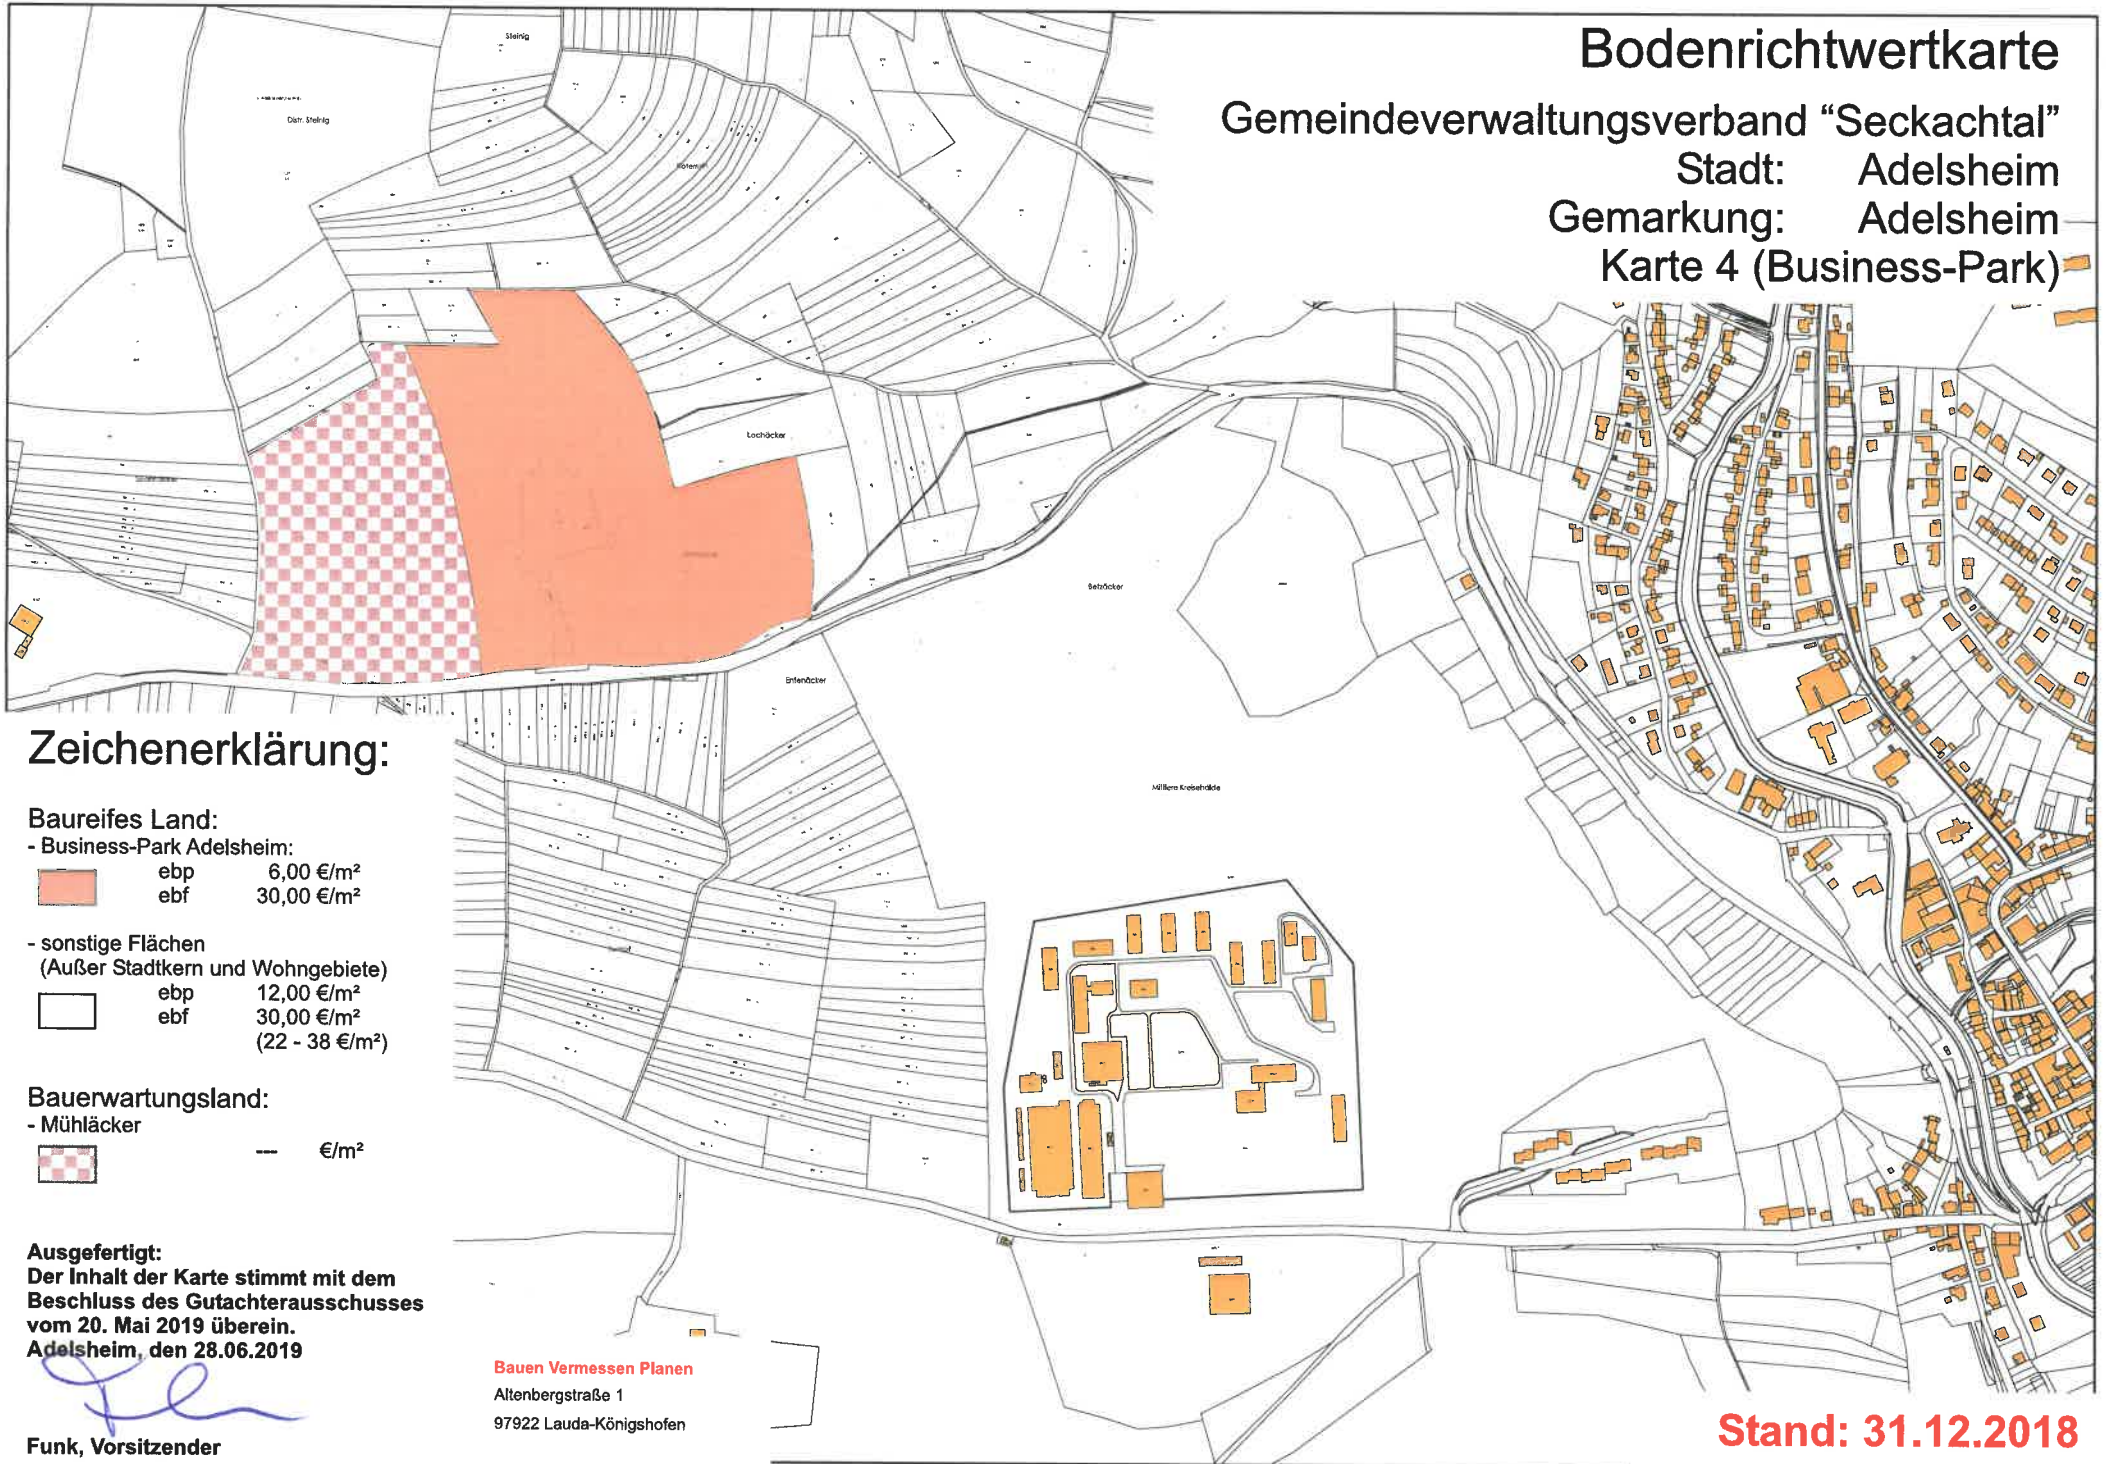 Bodenrichtwertkarte
Gemeindeverwaltungsverband “Seckachtal”
Stadt: Adelsheim
Gemarkung: Adelsheim
Karte 4 (Business-Park)
Steinig
Distr. Steinig
Lochäcker
Betzäcker
Entenäcker
Mittlere Kreisehälde
Zeichenerklärung:
Baureifes Land:
- Business-Park Adelsheim:
ebp 6,00 €/m²
ebf 30,00 €/m²
- sonstige Flächen
(Außer Stadtkern und Wohngebiete)
ebp 12,00 €/m²
ebf 30,00 €/m²
(22 - 38 €/m²)
Bauerwartungsland:
- Mühläcker
--- €/m²
Ausgefertigt:
Der Inhalt der Karte stimmt mit dem
Beschluss des Gutachterausschusses
vom 20. Mai 2019 überein.
Adelsheim, den 28.06.2019
Funk, Vorsitzender
Bauen Vermessen Planen
Altenbergstraße 1
97922 Lauda-Königshofen
Stand: 31.12.2018